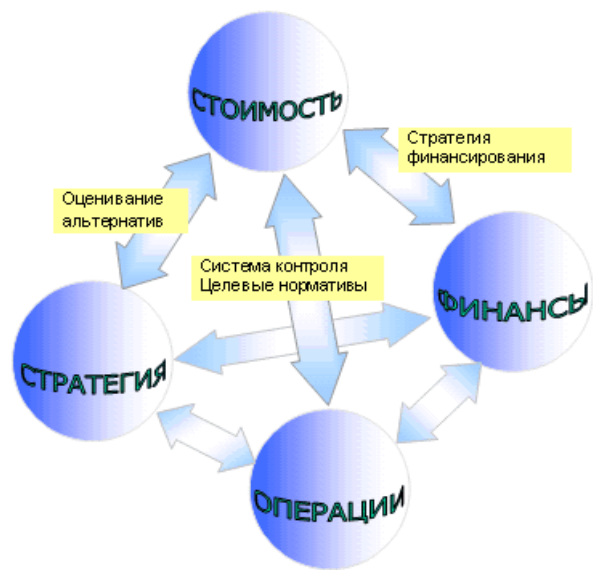 СТОИМОСТЬ
Стратегия
финансирования
Оценивание
альтернатив
Система контроля
Целевые нормативы
ФИНАНСЫ
СТРАТЕГИЯ
ОПЕРАЦИИ